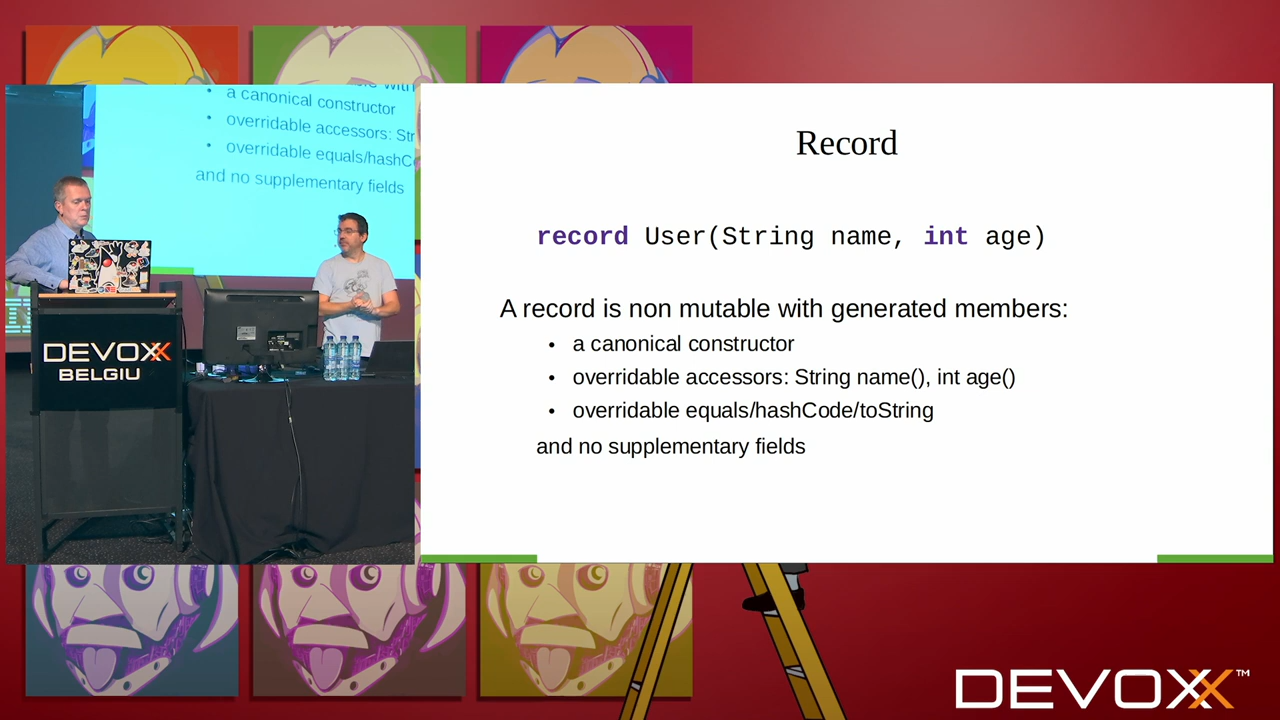 a canonical constructor
overridable accessors: Str
overridable equals/hashC
and no supplementary fields
DEVOXX
BELGIU
Record
record User(String name, int age)
A record is non mutable with generated members:
• a canonical constructor
• overridable accessors: String name(), int age()
• overridable equals/hashCode/toString
and no supplementary fields
DEVOXX™